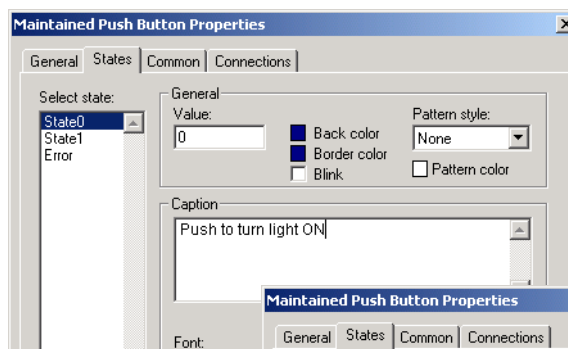 Maintained Push Button Properties
General States Common Connections
Select state:
State0
State1
Error
General
Value:
0
Back color
Border color
Blink
Pattern style:
None
Pattern color
Caption
Push to turn light ON
Font:
Maintained Push Button Properties
General States Common Connections